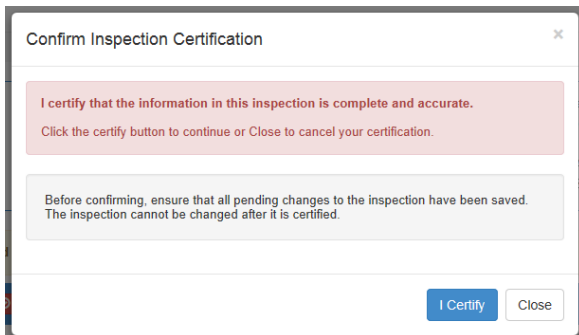 Confirm Inspection Certification
×
I certify that the information in this inspection is complete and accurate.
Click the certify button to continue or Close to cancel your certification.
Before confirming, ensure that all pending changes to the inspection have been saved.
The inspection cannot be changed after it is certified.
I Certify
Close